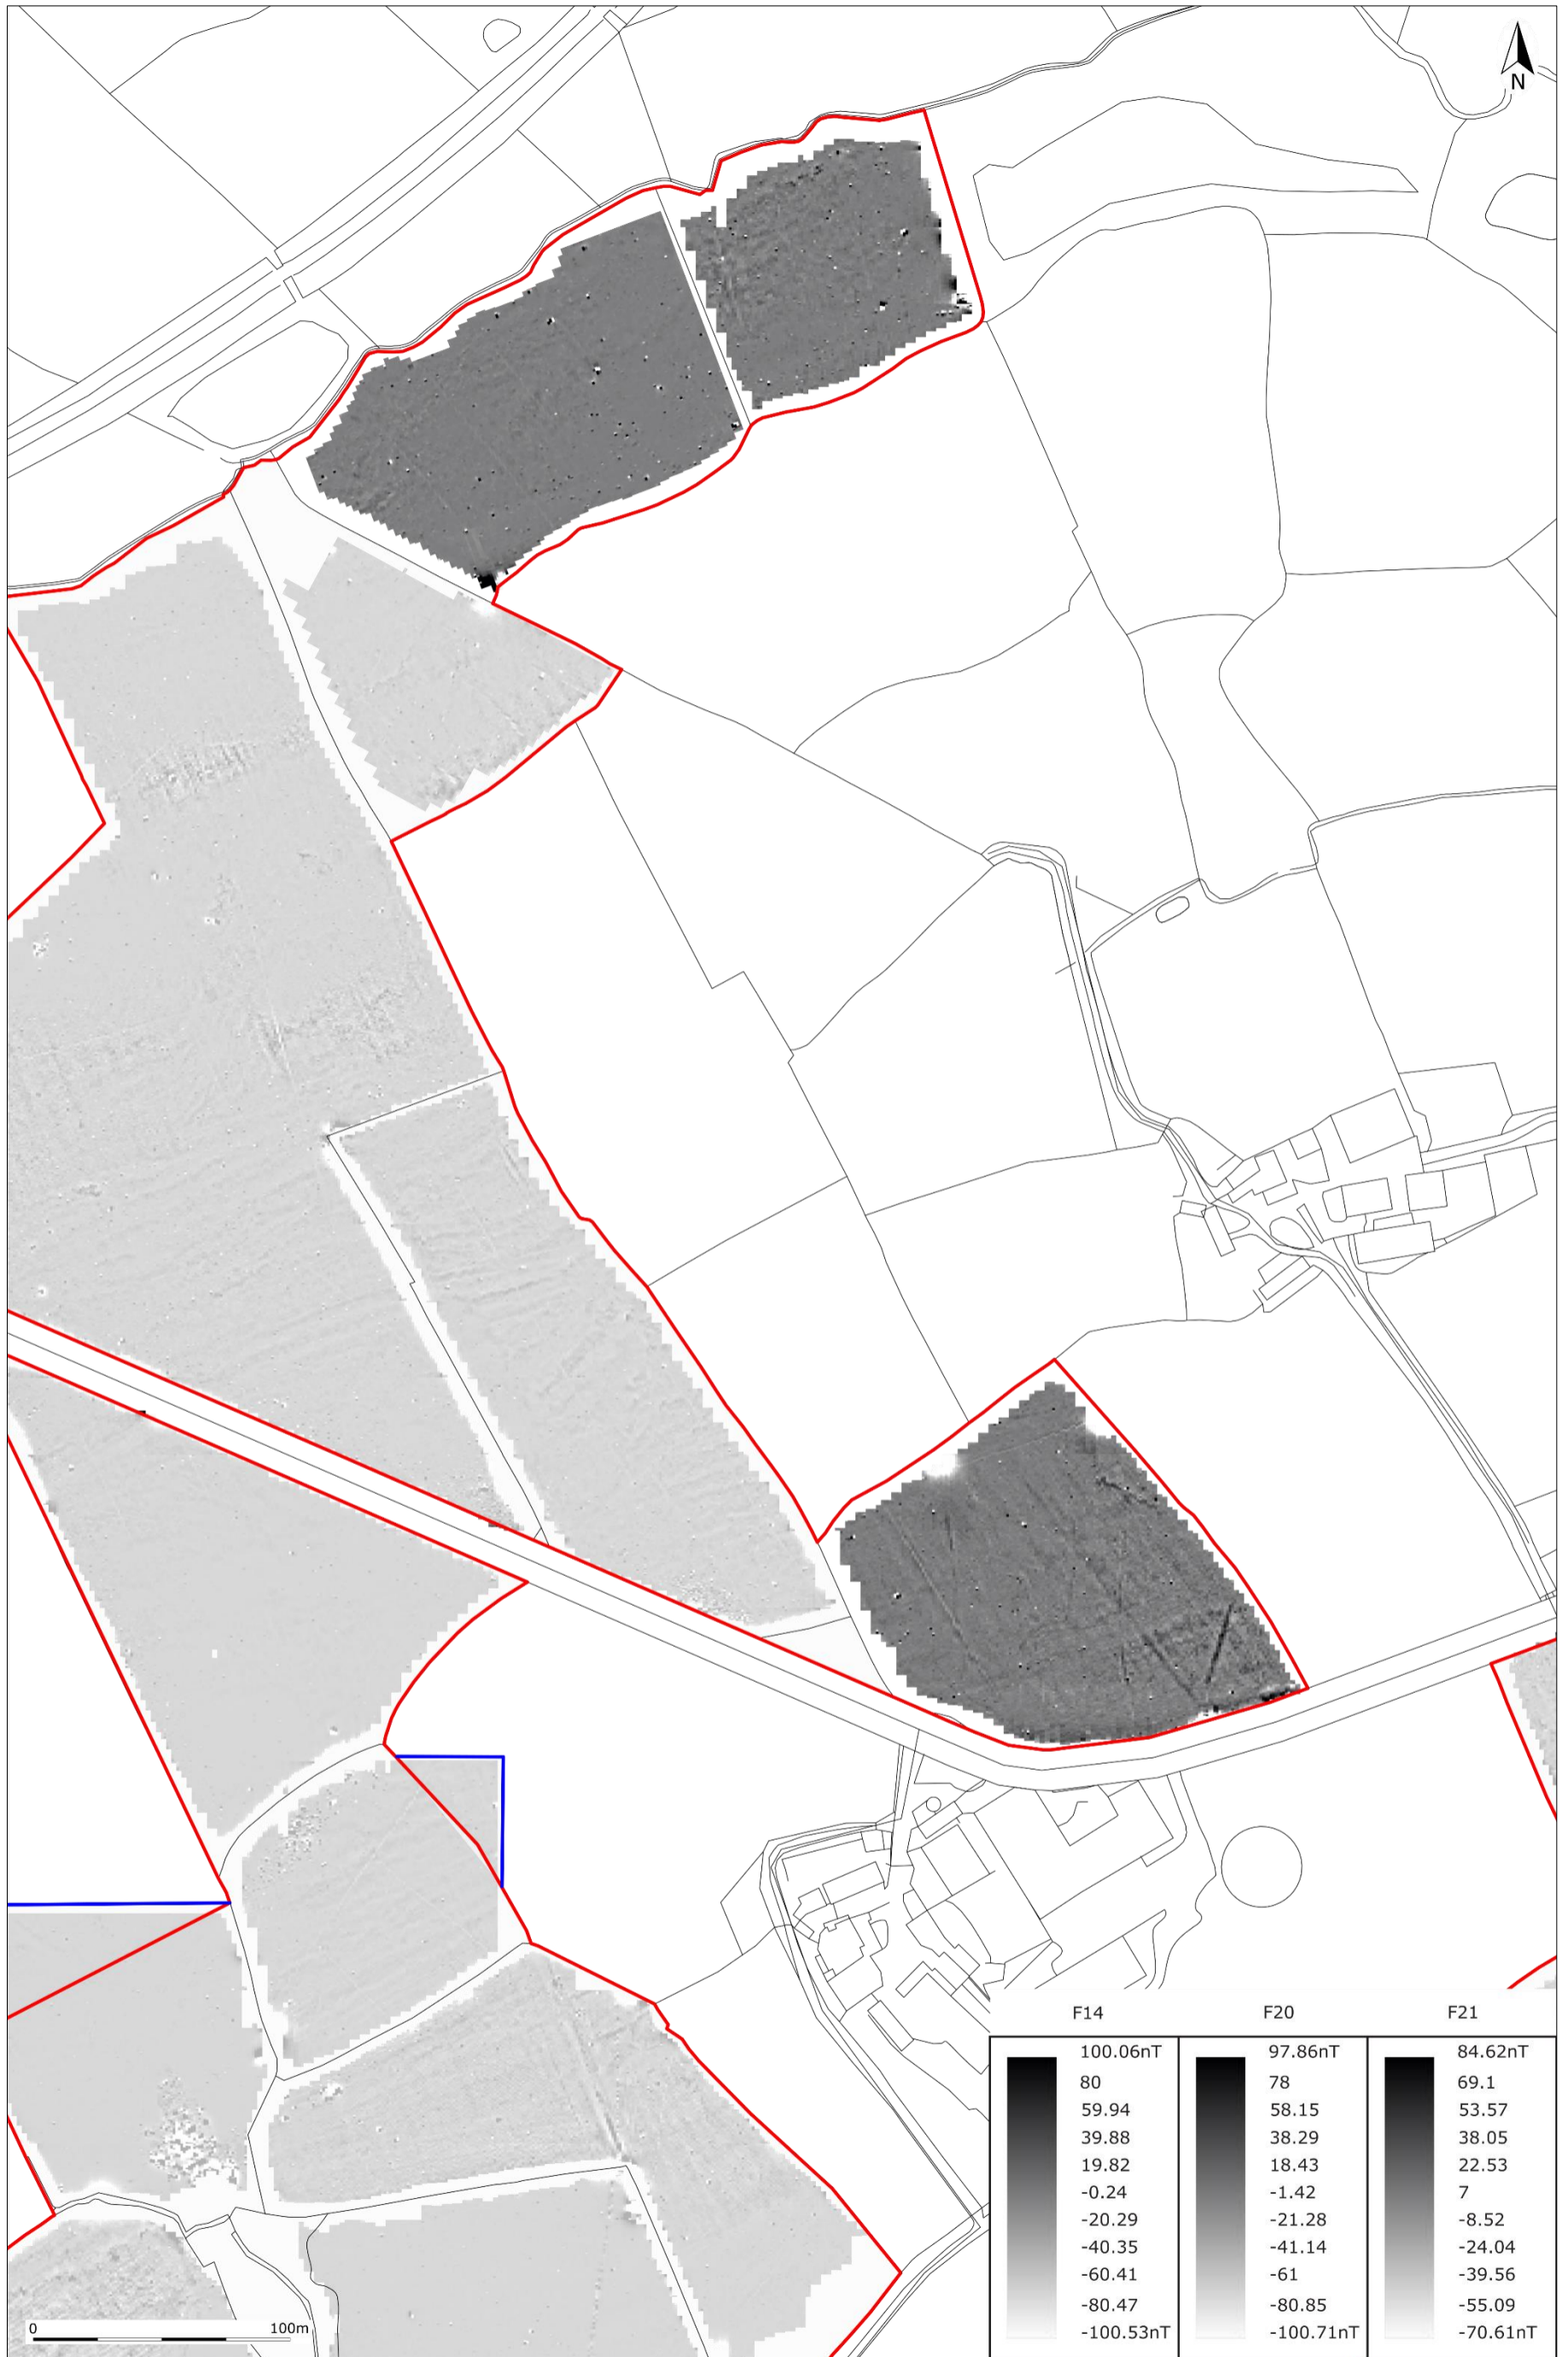 N
F14 F20 F21
100.06nT 97.86nT 84.62nT
80 78 69.1
59.94 58.15 53.57
39.88 38.29 38.05
19.82 18.43 22.53
-0.24 -1.42 7
-20.29 -21.28 -8.52
-40.35 -41.14 -24.04
-60.41 -61 -39.56
-80.47 -80.85 -55.09
-100.53nT -100.71nT -70.61nT
0 100m